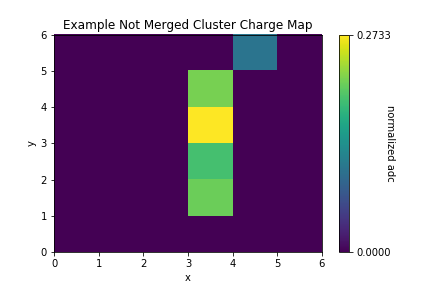 Example Not Merged Cluster Charge Map
6
5
4
3
2
1
0
y
0 1 2 3 4 5 6
x
0.2733
0.0000
normalized adc